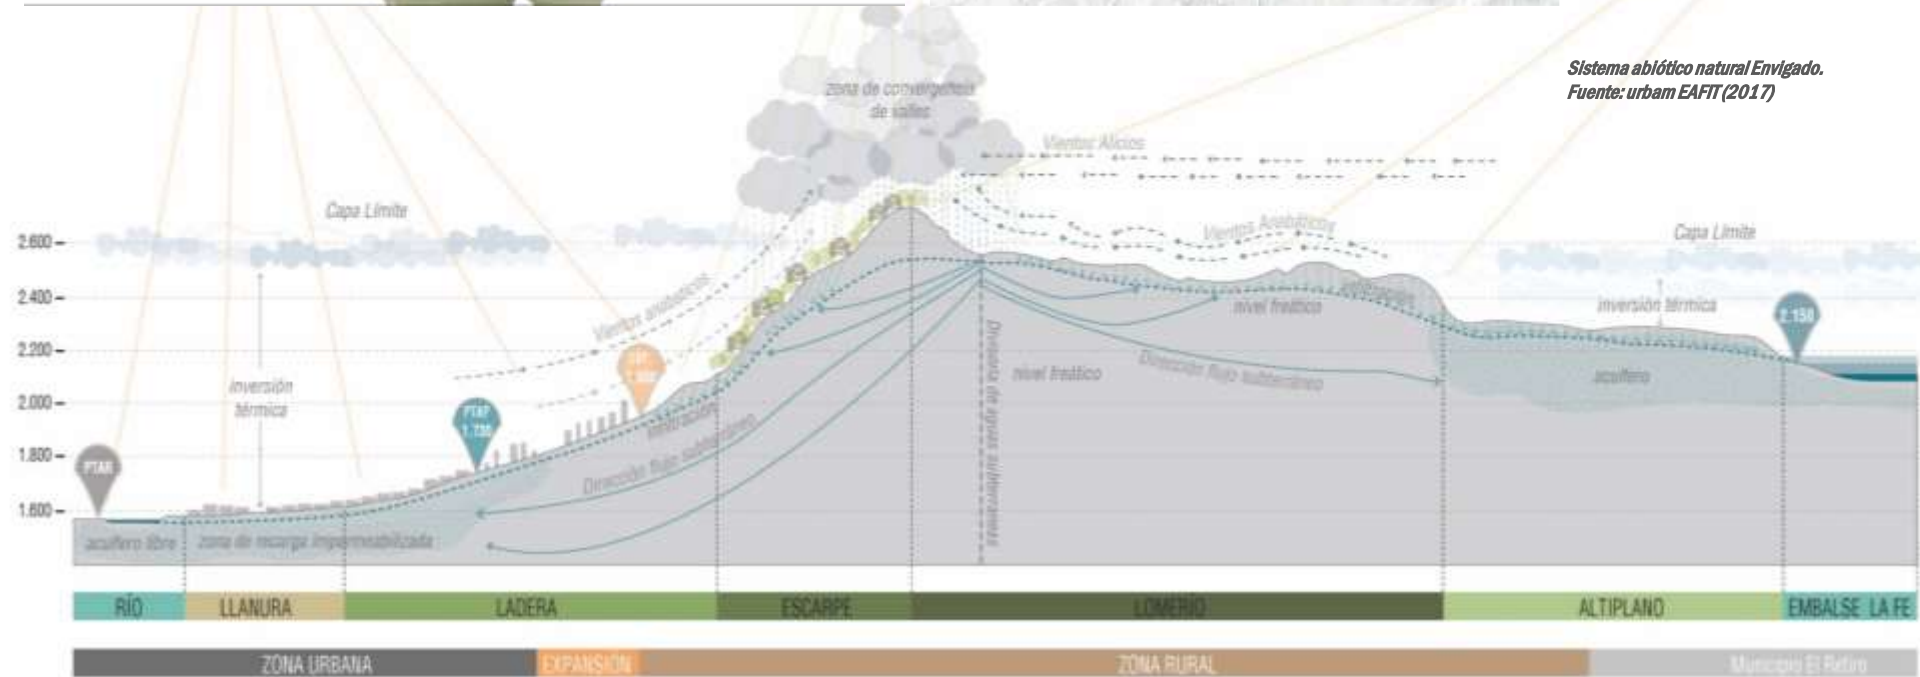 Sistema abiótico natural Envigado.
Fuente: urbam EAFIT (2017)
zona de convergencia
de valles
Vientos Alicios
Capa Límite
Vientos Anabáticos
Capa Límite
2.600
2.400
2.200
2.000
1.800
1.600
Vientos anabáticos
inversión
térmica
inversión térmica
2.150
nivel freático
nivel freático
Dirección flujo subterráneo
Divisoria de aguas subterráneas
acuífero
PTAP
1.730
PTAR
infiltración
Dirección flujo subterráneo
acuífero libre
zona de recarga impermeabilizada
RÍO
LLANURA
LADERA
ESCARPE
LOMERÍO
ALTIPLANO
EMBALSE LA FE
ZONA URBANA
EXPANSIÓN
ZONA RURAL
Municipio El Retiro